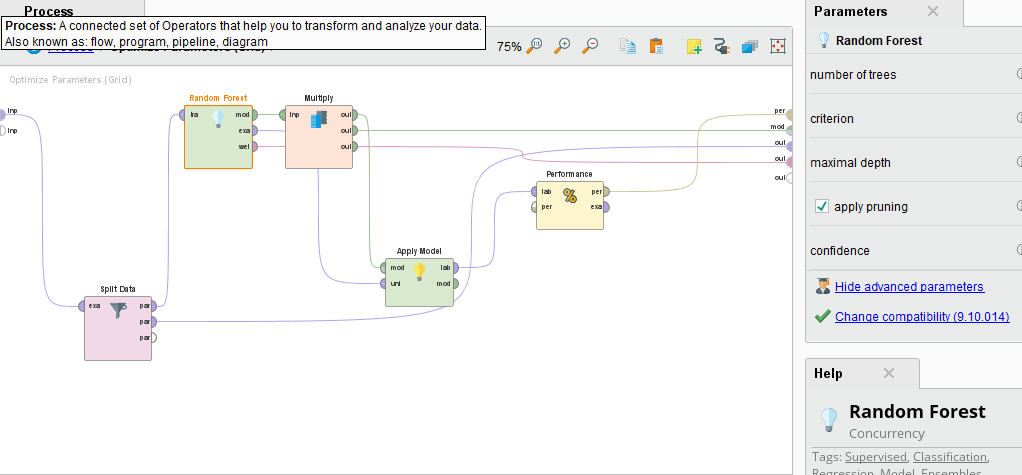 Process
Process: A connected set of Operators that help you to transform and analyze your data.
Also known as: flow, program, pipeline, diagram
75%
Optimize Parameters (Grid)
inp
inp
Random Forest
tra
mod
exa
wei
Multiply
inp
out
out
out
per
mod
out
out
out
Performance
lab
per
per
exa
Apply Model
mod
unl
lab
mod
Split Data
exa
par
par
par
Parameters
Random Forest
number of trees
criterion
maximal depth
apply pruning
confidence
Hide advanced parameters
Change compatibility (9.10.014)
Help
Random Forest
Concurrency
Tags: Supervised, Classification,
Regression, Model, Ensembles